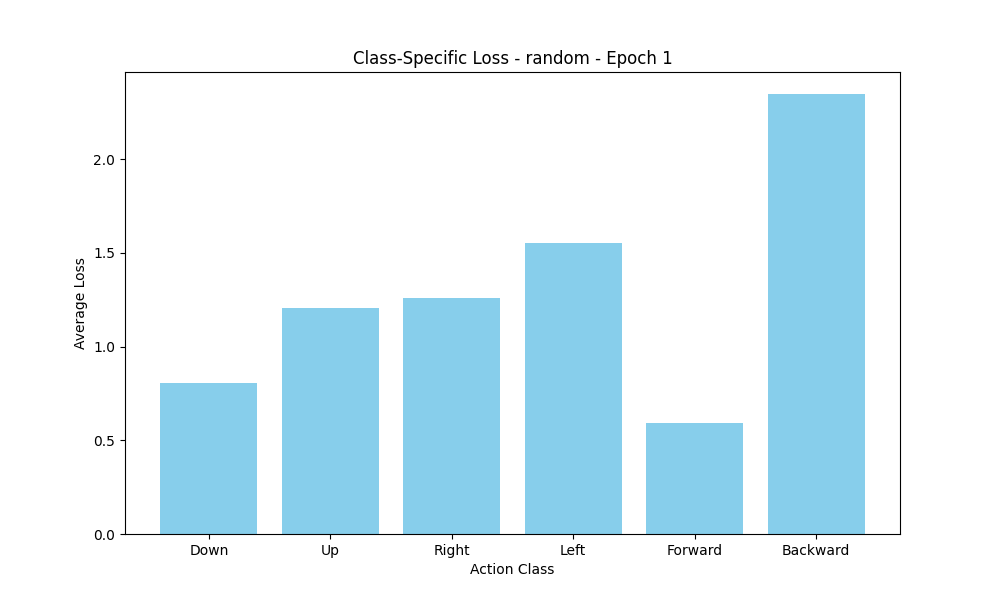 Class-Specific Loss - random - Epoch 1
Average Loss
2.0
1.5
1.0
0.5
0.0
Down Up Right Left Forward Backward
Action Class